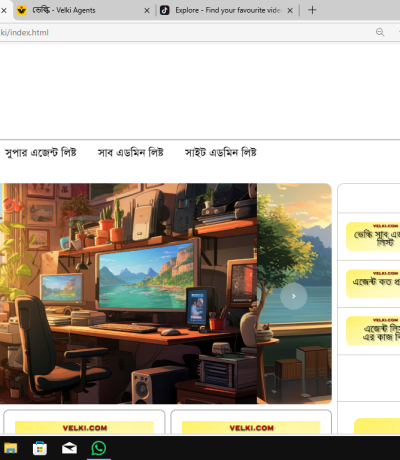 ভেল্কি - Velki Agents
Explore - Find your favourite vide
ki/index.html
সুপার এজেন্ট লিষ্ট সাব এডমিন লিষ্ট সাইট এডমিন লিষ্ট
VELKI.COM
ভেল্কি সাব
লিস্ট
VELKI.COM
এজেন্ট কত
VELKI.COM
এজেন্ট
এর কাজ
VELKI.COM
VELKI.COM